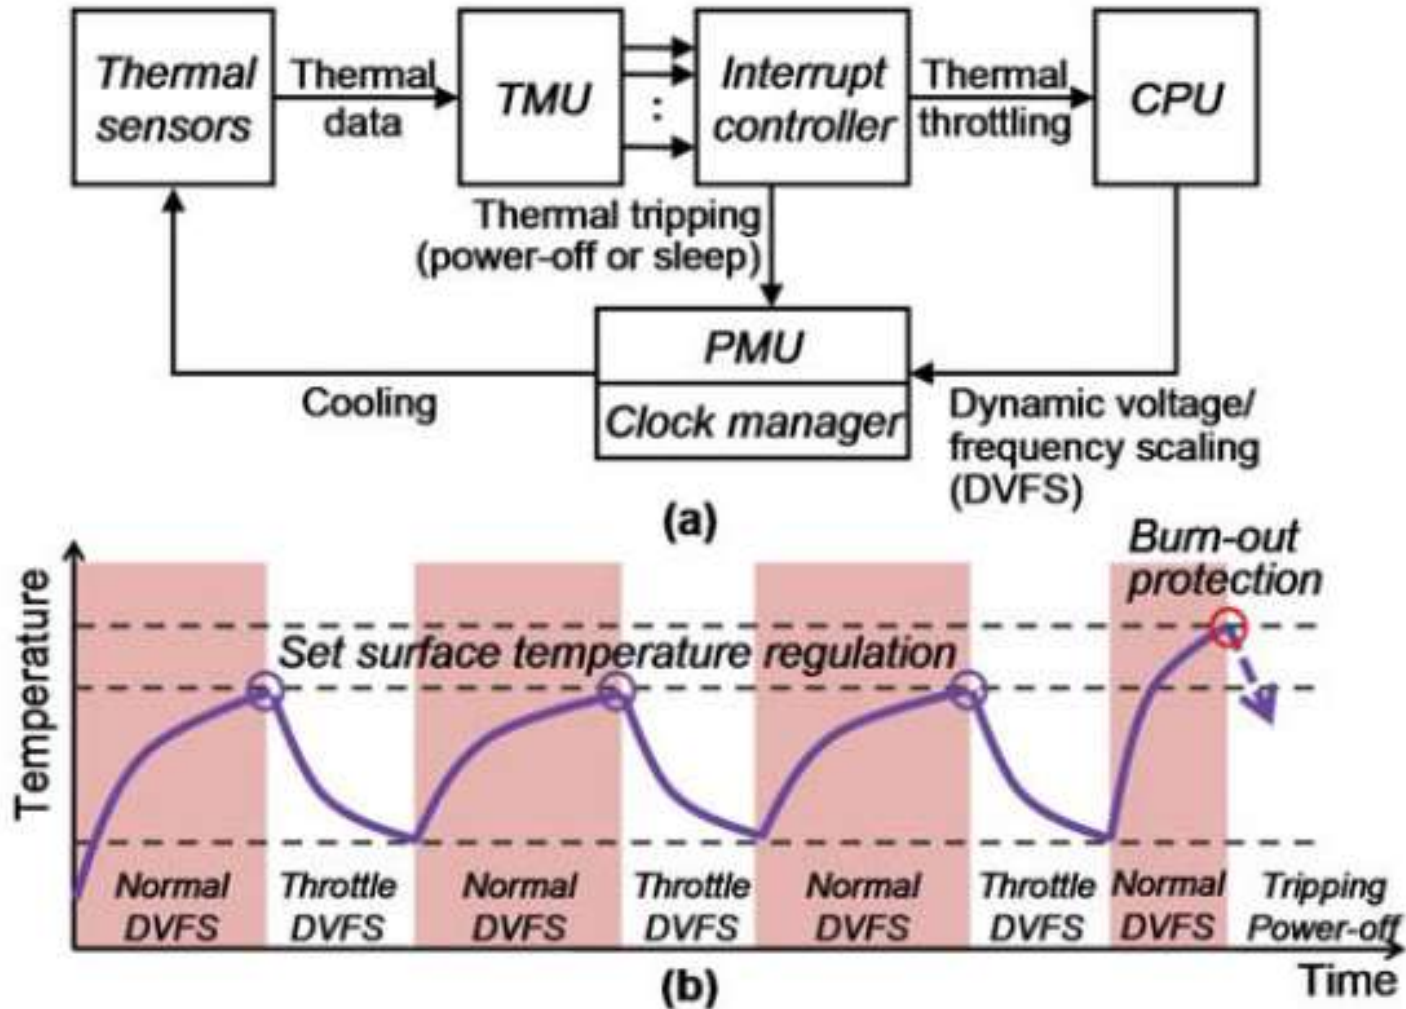 Thermal
sensors
Thermal
data
TMU
:
Interrupt
controller
Thermal
throttling
CPU
Thermal tripping
(power-off or sleep)
PMU
Clock manager
Cooling
Dynamic voltage/
frequency scaling
(DVFS)
(a)
Burn-out
protection
Temperature
Set surface temperature regulation
Normal
DVFS
Throttle
DVFS
Normal
DVFS
Throttle
DVFS
Normal
DVFS
Throttle
DVFS
Normal
DVFS
Tripping
Power-off
Time
(b)